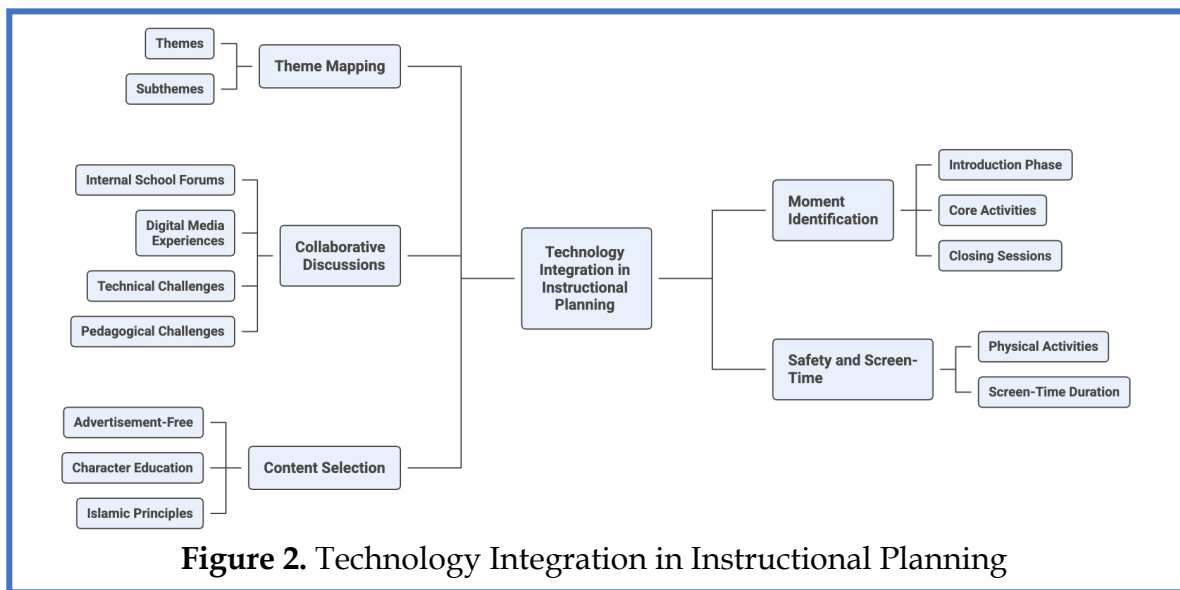 Themes
Subthemes
Theme Mapping
Internal School Forums
Digital Media
Experiences
Technical Challenges
Pedagogical Challenges
Collaborative
Discussions
Advertisement-Free
Character Education
Islamic Principles
Content Selection
Technology
Integration in
Instructional
Planning
Moment
Identification
Introduction Phase
Core Activities
Closing Sessions
Safety and Screen-
Time
Physical Activities
Screen-Time Duration
Figure 2. Technology Integration in Instructional Planning